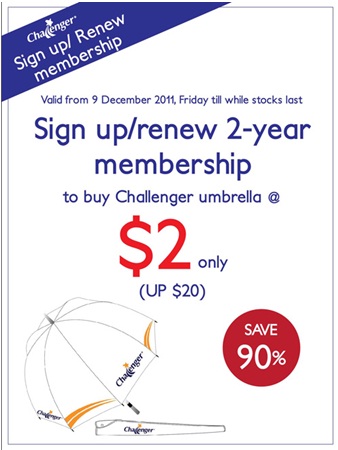 Challenger
Sign up/ Renew
membership
Valid from 9 December 2011, Friday till while stocks last
Sign up/renew 2-year
membership
to buy Challenger umbrella @
$2 only
(UP $20)
SAVE
90%
Challenger
Challenger
Challenger